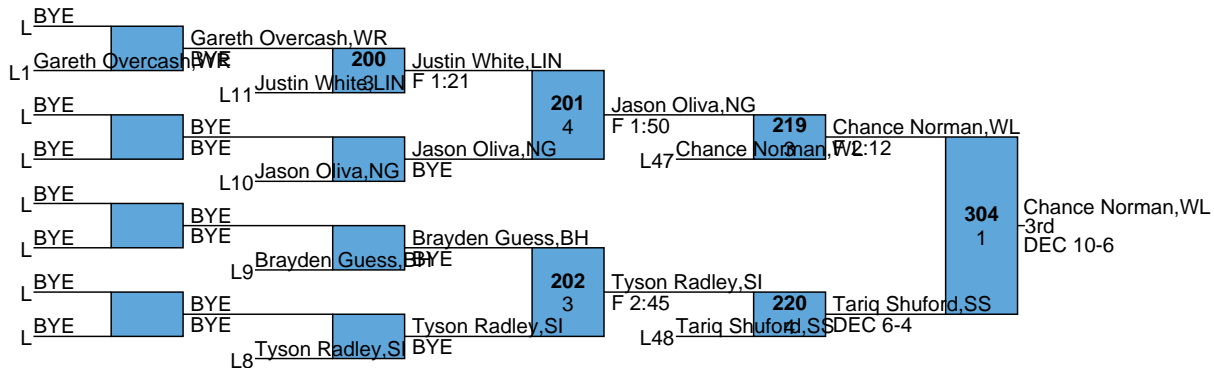 L BYE
L1 Gareth Overcash,WR
Gareth Overcash,WR
BYE
200
3
L11 Justin White,LIN
Justin White,LIN
F 1:21
L BYE
L BYE
BYE
BYE
L10 Jason Oliva,NG
Jason Oliva,NG
BYE
201
4
Jason Oliva,NG
F 1:50
L47 Chance Norman,WL
219
3
Chance Norman,WL
F 2:12
L BYE
L BYE
BYE
BYE
L9 Brayden Guess,BH
Brayden Guess,BH
BYE
L BYE
L BYE
BYE
BYE
L8 Tyson Radley,SI
Tyson Radley,SI
BYE
202
3
Tyson Radley,SI
F 2:45
L48 Tariq Shuford,SS
220
4
Tariq Shuford,SS
DEC 6-4
304
1
Chance Norman,WL
3rd
DEC 10-6